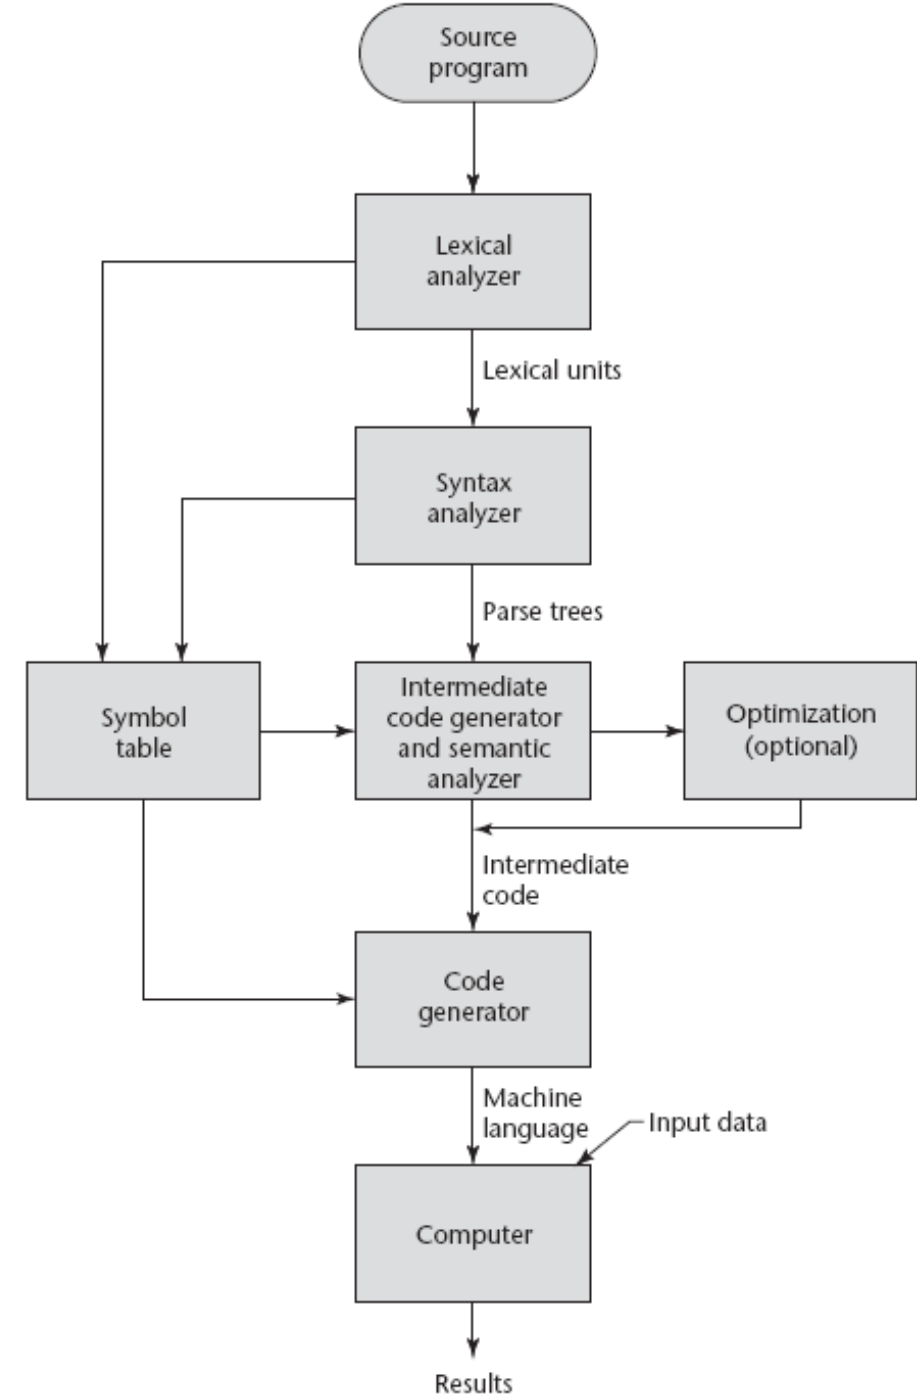 Source
program
Lexical
analyzer
Lexical units
Syntax
analyzer
Parse trees
Symbol
table
Intermediate
code generator
and semantic
analyzer
Optimization
(optional)
Intermediate
code
Code
generator
Machine
language
Input data
Computer
Results